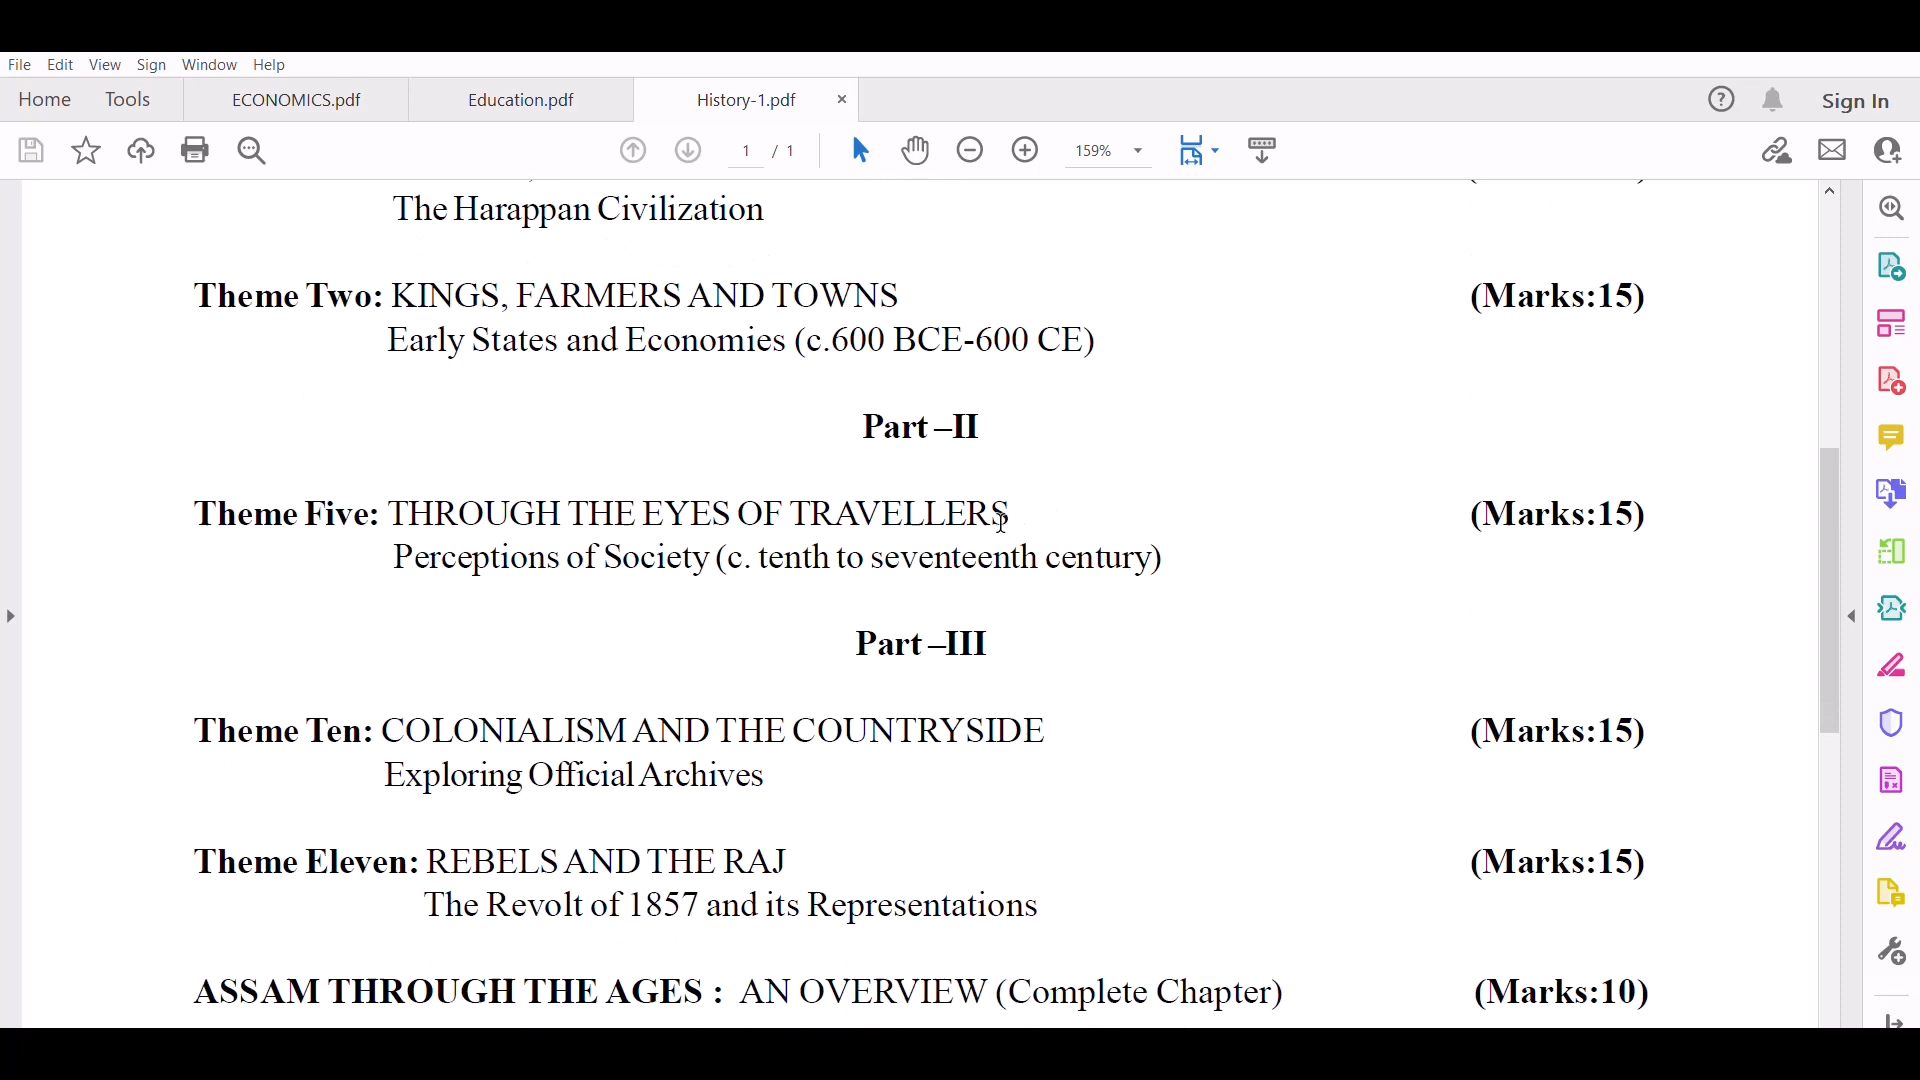 File Edit View Sign Window Help
Home Tools ECONOMICS.pdf Education.pdf History-1.pdf × ? Sign In
1 / 1 159%
The Harappan Civilization
Theme Two: KINGS, FARMERS AND TOWNS (Marks:15)
Early States and Economies (c.600 BCE-600 CE)
Part –II
Theme Five: THROUGH THE EYES OF TRAVELLERS (Marks:15)
Perceptions of Society (c. tenth to seventeenth century)
Part –III
Theme Ten: COLONIALISM AND THE COUNTRYSIDE (Marks:15)
Exploring Official Archives
Theme Eleven: REBELS AND THE RAJ (Marks:15)
The Revolt of 1857 and its Representations
ASSAM THROUGH THE AGES : AN OVERVIEW (Complete Chapter) (Marks:10)